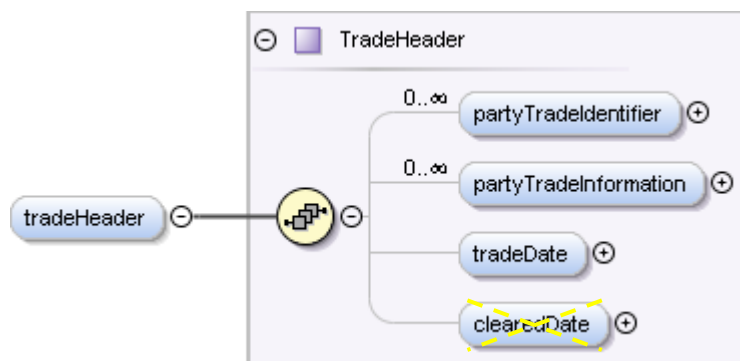 TradeHeader
0..∞
partyTradeIdentifier
0..∞
partyTradeInformation
tradeHeader
tradeDate
clearedDate